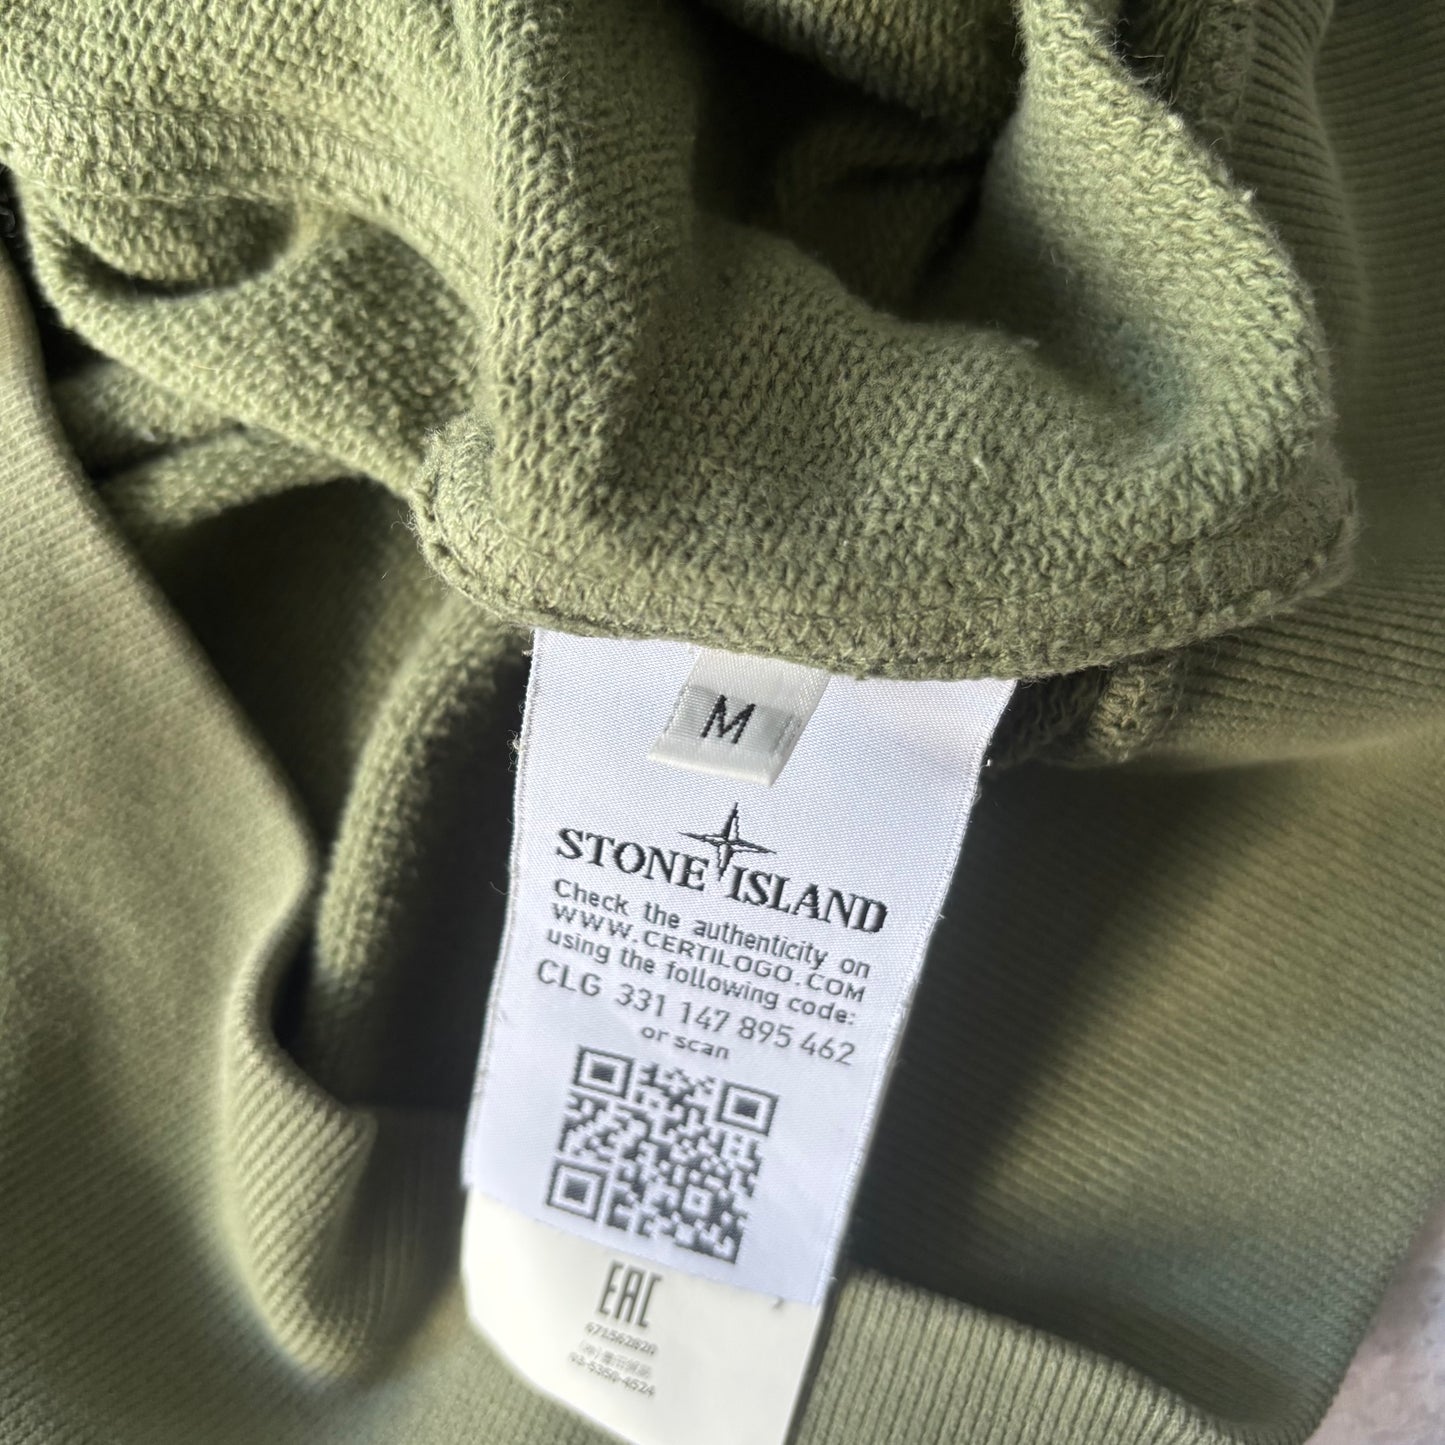 M
STONE ISLAND
Check the authenticity on
WWW.CERTILOGO.COM
using the following code:
CLG 331 147 895 462
or scan
EAC